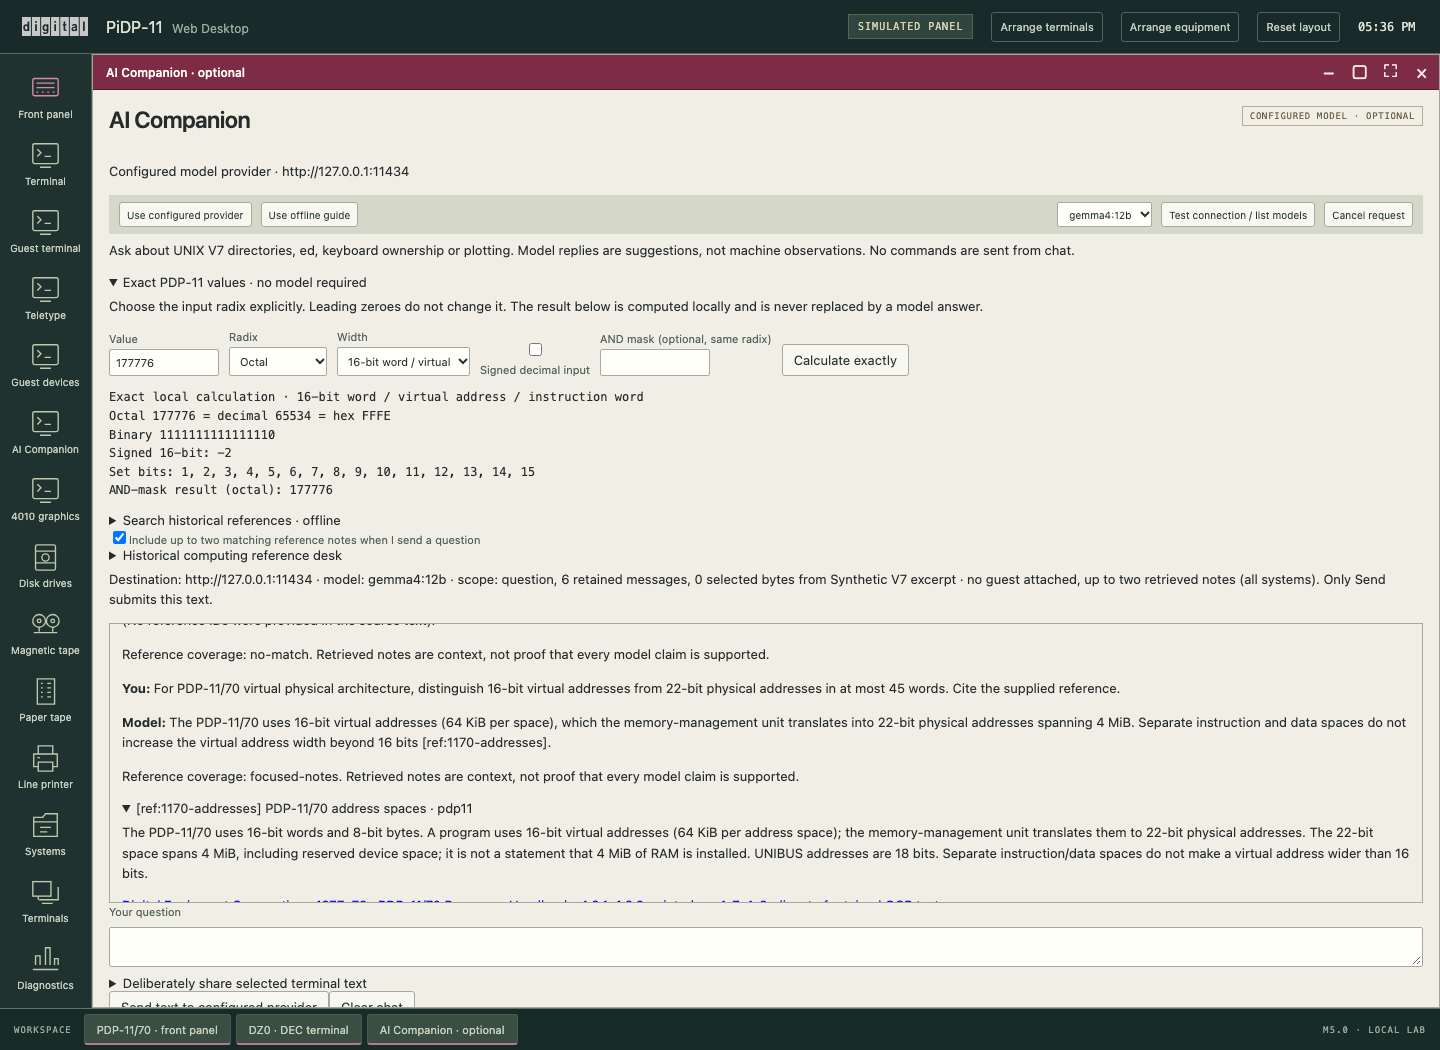 digital PiDP-11 Web Desktop SIMULATED PANEL Arrange terminals Arrange equipment Reset layout 05:36 PM
Front panel
Terminal
Guest terminal
Teletype
Guest devices
AI Companion
4010 graphics
Disk drives
Magnetic tape
Paper tape
Line printer
Systems
Terminals
Diagnostics
AI Companion · optional
AI Companion
CONFIGURED MODEL · OPTIONAL
Configured model provider · http://127.0.0.1:11434
Use configured provider Use offline guide gemma4:12b Test connection / list models Cancel request
Ask about UNIX V7 directories, ed, keyboard ownership or plotting. Model replies are suggestions, not machine observations. No commands are sent from chat.
▼ Exact PDP-11 values · no model required
Choose the input radix explicitly. Leading zeroes do not change it. The result below is computed locally and is never replaced by a model answer.
Value Radix Width AND mask (optional, same radix)
177776 Octal 16-bit word / virtual Signed decimal input Calculate exactly
Exact local calculation · 16-bit word / virtual address / instruction word
Octal 177776 = decimal 65534 = hex FFFE
Binary 1111111111111110
Signed 16-bit: -2
Set bits: 1, 2, 3, 4, 5, 6, 7, 8, 9, 10, 11, 12, 13, 14, 15
AND-mask result (octal): 177776
▶ Search historical references · offline
Include up to two matching reference notes when I send a question
▶ Historical computing reference desk
Destination: http://127.0.0.1:11434 · model: gemma4:12b · scope: question, 6 retained messages, 0 selected bytes from Synthetic V7 excerpt · no guest attached, up to two retrieved notes (all systems). Only Send
submits this text.
Reference coverage: no-match. Retrieved notes are context, not proof that every model claim is supported.
You: For PDP-11/70 virtual physical architecture, distinguish 16-bit virtual addresses from 22-bit physical addresses in at most 45 words. Cite the supplied reference.
Model: The PDP-11/70 uses 16-bit virtual addresses (64 KiB per space), which the memory-management unit translates into 22-bit physical addresses spanning 4 MiB. Separate instruction and data spaces do not
increase the virtual address width beyond 16 bits [ref:1170-addresses].
Reference coverage: focused-notes. Retrieved notes are context, not proof that every model claim is supported.
▼ [ref:1170-addresses] PDP-11/70 address spaces · pdp11
The PDP-11/70 uses 16-bit words and 8-bit bytes. A program uses 16-bit virtual addresses (64 KiB per address space); the memory-management unit translates them to 22-bit physical addresses. The 22-bit
space spans 4 MiB, including reserved device space; it is not a statement that 4 MiB of RAM is installed. UNIBUS addresses are 18 bits. Separate instruction/data spaces do not make a virtual address wider than 16
bits.
Your question
▶ Deliberately share selected terminal text
Send text to configured provider Clear chat
WORKSPACE PDP-11/70 · front panel DZ0 · DEC terminal AI Companion · optional M5.0 · LOCAL LAB